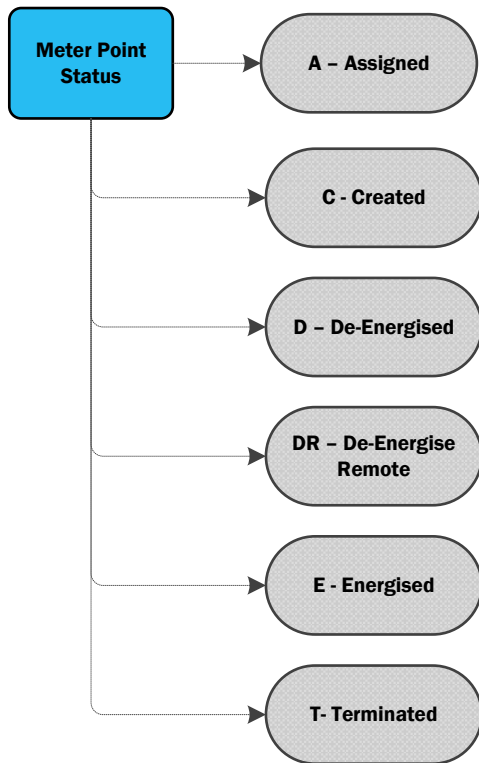 Meter Point
Status
A – Assigned
C - Created
D – De-Energised
DR – De-Energise
Remote
E - Energised
T- Terminated